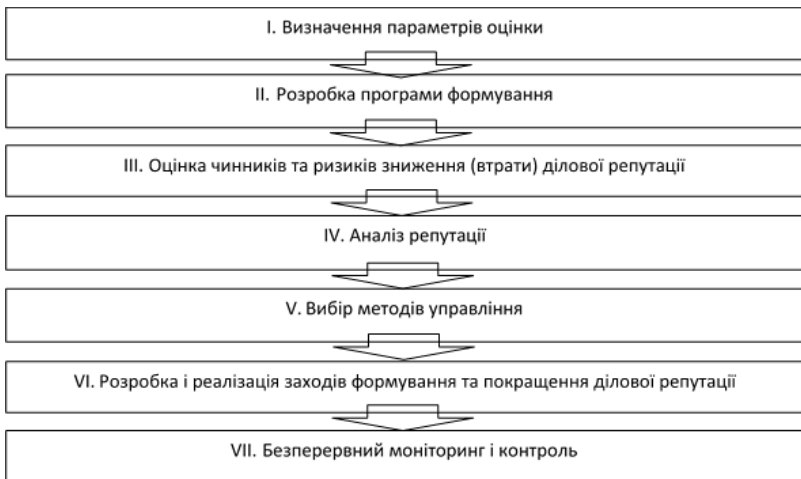 I. Визначення параметрів оцінки
II. Розробка програми формування
III. Оцінка чинників та ризиків зниження (втрати) ділової репутації
IV. Аналіз репутації
V. Вибір методів управління
VI. Розробка і реалізація заходів формування та покращення ділової репутації
VII. Безперервний моніторинг і контроль